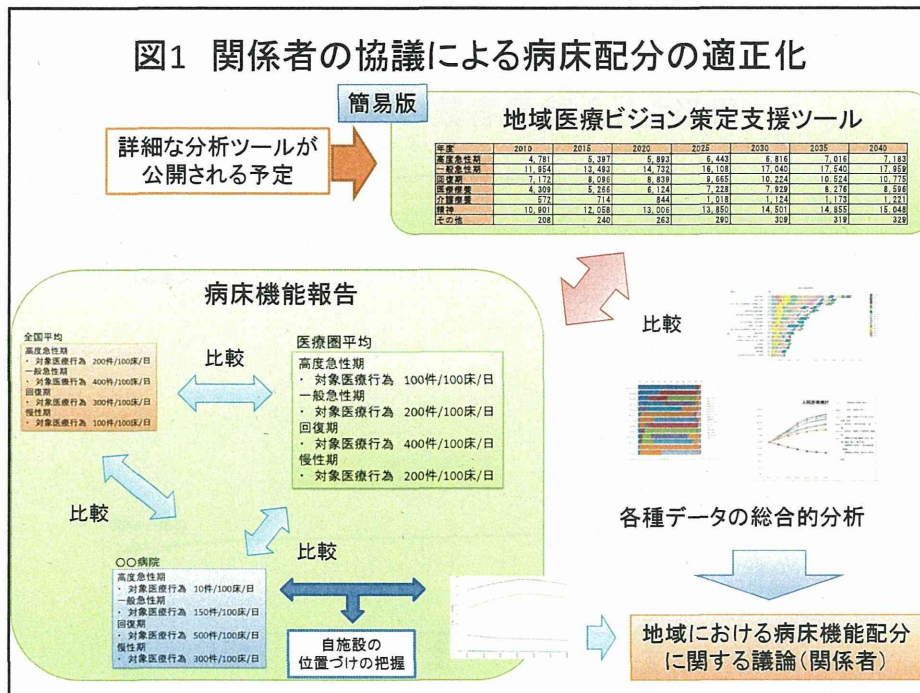 図1 関係者の協議による病床配分の適正化
簡易版
詳細な分析ツールが
公開される予定
地域医療ビジョン策定支援ツール
年度 2010 2015 2020 2025 2030 2035 2040
高度急性期 4,781 5,397 5,893 6,443 6,816 7,016 7,183
一般急性期 11,954 13,493 14,732 16,108 17,040 17,540 17,959
回復期 7,172 8,096 8,839 9,665 10,224 10,524 10,775
医療療養 4,309 5,266 6,124 7,228 7,929 8,276 8,596
介護療養 572 714 844 1,018 1,124 1,173 1,221
精神 10,901 12,058 13,006 13,850 14,501 14,855 15,048
その他 208 240 263 290 309 319 329
病床機能報告
全国平均
高度急性期
・ 対象医療行為 200件/100床/日
一般急性期
・ 対象医療行為 400件/100床/日
回復期
・ 対象医療行為 300件/100床/日
慢性期
・ 対象医療行為 100件/100床/日
比較
医療圏平均
高度急性期
・ 対象医療行為 100件/100床/日
一般急性期
・ 対象医療行為 200件/100床/日
回復期
・ 対象医療行為 400件/100床/日
慢性期
・ 対象医療行為 200件/100床/日
比較
比較
比較
〇〇病院
高度急性期
・ 対象医療行為 10件/100床/日
一般急性期
・ 対象医療行為 150件/100床/日
回復期
・ 対象医療行為 500件/100床/日
慢性期
・ 対象医療行為 300件/100床/日
自施設の
位置づけの把握
入院患者推計
各種データの総合的分析
地域における病床機能配分
に関する議論(関係者)